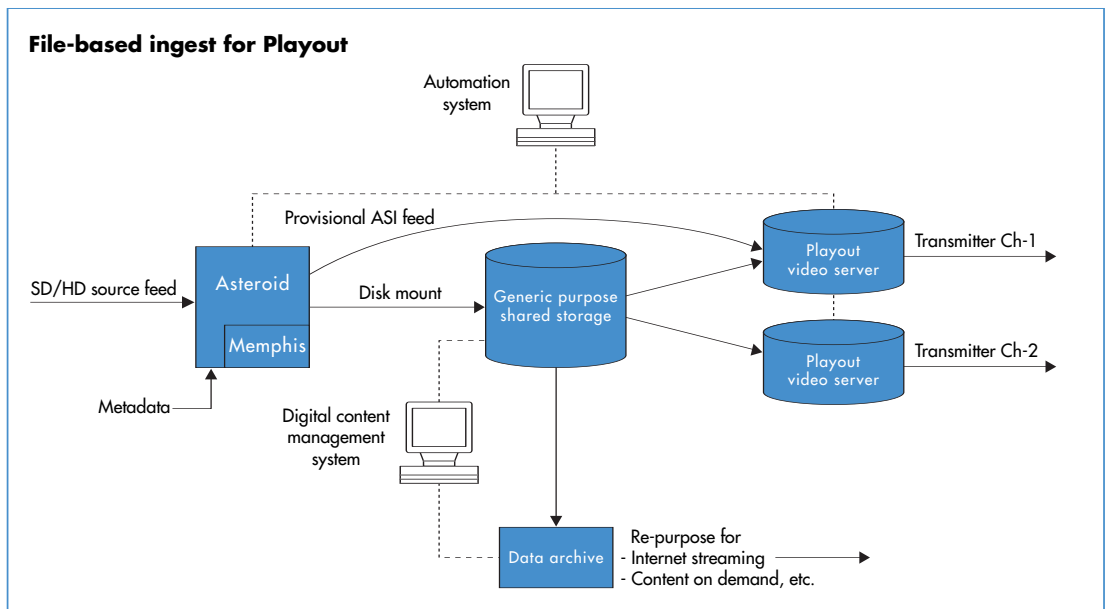 File-based ingest for Playout
Automation
system
Provisional ASI feed
SD/HD source feed
Asteroid
Memphis
Metadata
Disk mount
Generic purpose
shared storage
Playout
video server
Transmitter Ch-1
Playout
video server
Transmitter Ch-2
Digital content
management
system
Data archive
Re-purpose for
- Internet streaming
- Content on demand, etc.